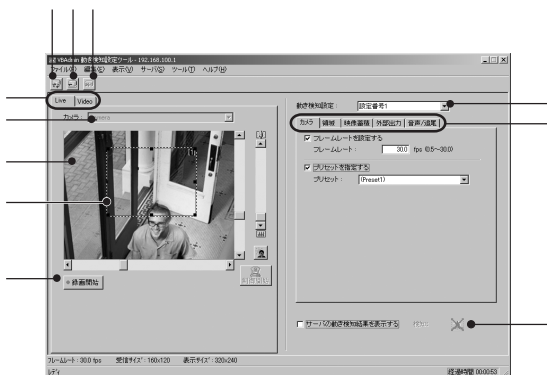 VBAdmin 動き検知設定ツール - 192.168.100.1
ファイル(F) 編集(E) 表示(V) サーバ(S) ツール(T) ヘルプ(H)
Live Video
カメラ:
録画開始
動き検知設定: 設定番号1
カメラ 領域 映像蓄積 外部出力 音声/追尾
フレームレートを設定する
フレームレート: 30.0 fps (0.5~30.0)
プリセットを指定する
プリセット: (Preset1)
サーバの動き検知結果を表示する
フレームレート: 30.0 fps 受信サイズ: 160x120 表示サイズ: 320x240
レディ 経過時間 00:00:53